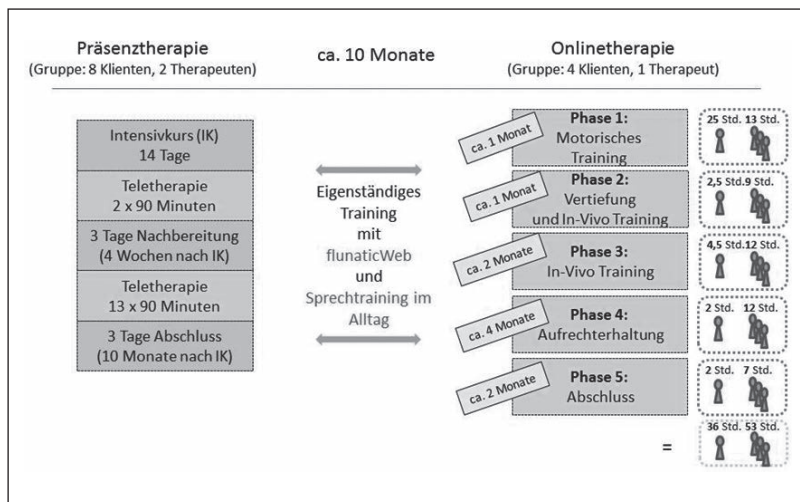 Präsenztherapie
(Gruppe: 8 Klienten, 2 Therapeuten)
ca. 10 Monate
Onlinetherapie
(Gruppe: 4 Klienten, 1 Therapeut)
Intensivkurs (IK)
14 Tage
Teletherapie
2 x 90 Minuten
3 Tage Nachbereitung
(4 Wochen nach IK)
Teletherapie
13 x 90 Minuten
3 Tage Abschluss
(10 Monate nach IK)
Eigenständiges
Training
mit
flunaticWeb
und
Sprechtraining im
Alltag
ca. 1 Monat
Phase 1:
Motorisches
Training
25 Std. 13 Std.
ca. 1 Monat
Phase 2:
Vertiefung
und In-Vivo Training
2,5 Std. 9 Std.
ca. 2 Monate
Phase 3:
In-Vivo Training
4,5 Std. 12 Std.
ca. 4 Monate
Phase 4:
Aufrechterhaltung
2 Std. 12 Std.
ca. 2 Monate
Phase 5:
Abschluss
2 Std. 7 Std.
=
36 Std. 53 Std.